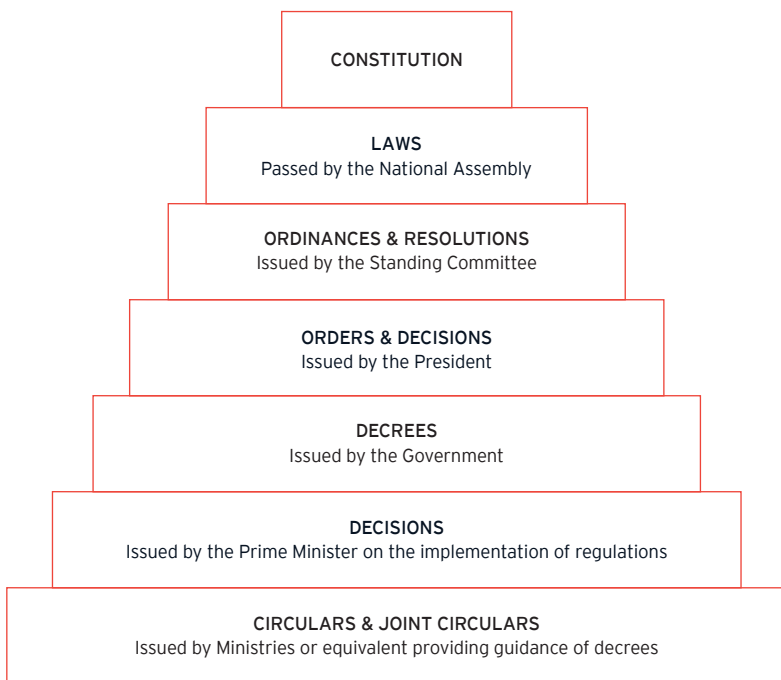 CONSTITUTION
LAWS
Passed by the National Assembly
ORDINANCES & RESOLUTIONS
Issued by the Standing Committee
ORDERS & DECISIONS
Issued by the President
DECREES
Issued by the Government
DECISIONS
Issued by the Prime Minister on the implementation of regulations
CIRCULARS & JOINT CIRCULARS
Issued by Ministries or equivalent providing guidance of decrees